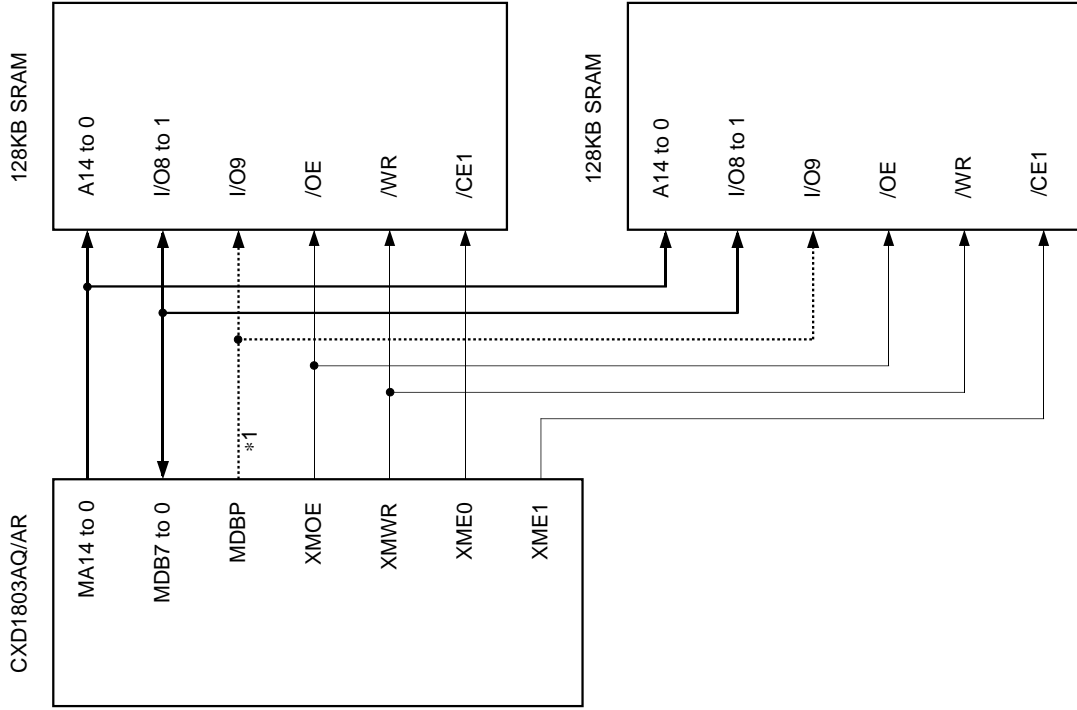 CXD1803AQ/AR
MA14 to 0
MDB7 to 0
MDBP
XMOE
XMWR
XME0
XME1
*1
128KB SRAM
A14 to 0
I/O8 to 1
I/O9
/OE
/WR
/CE1
128KB SRAM
A14 to 0
I/O8 to 1
I/O9
/OE
/WR
/CE1